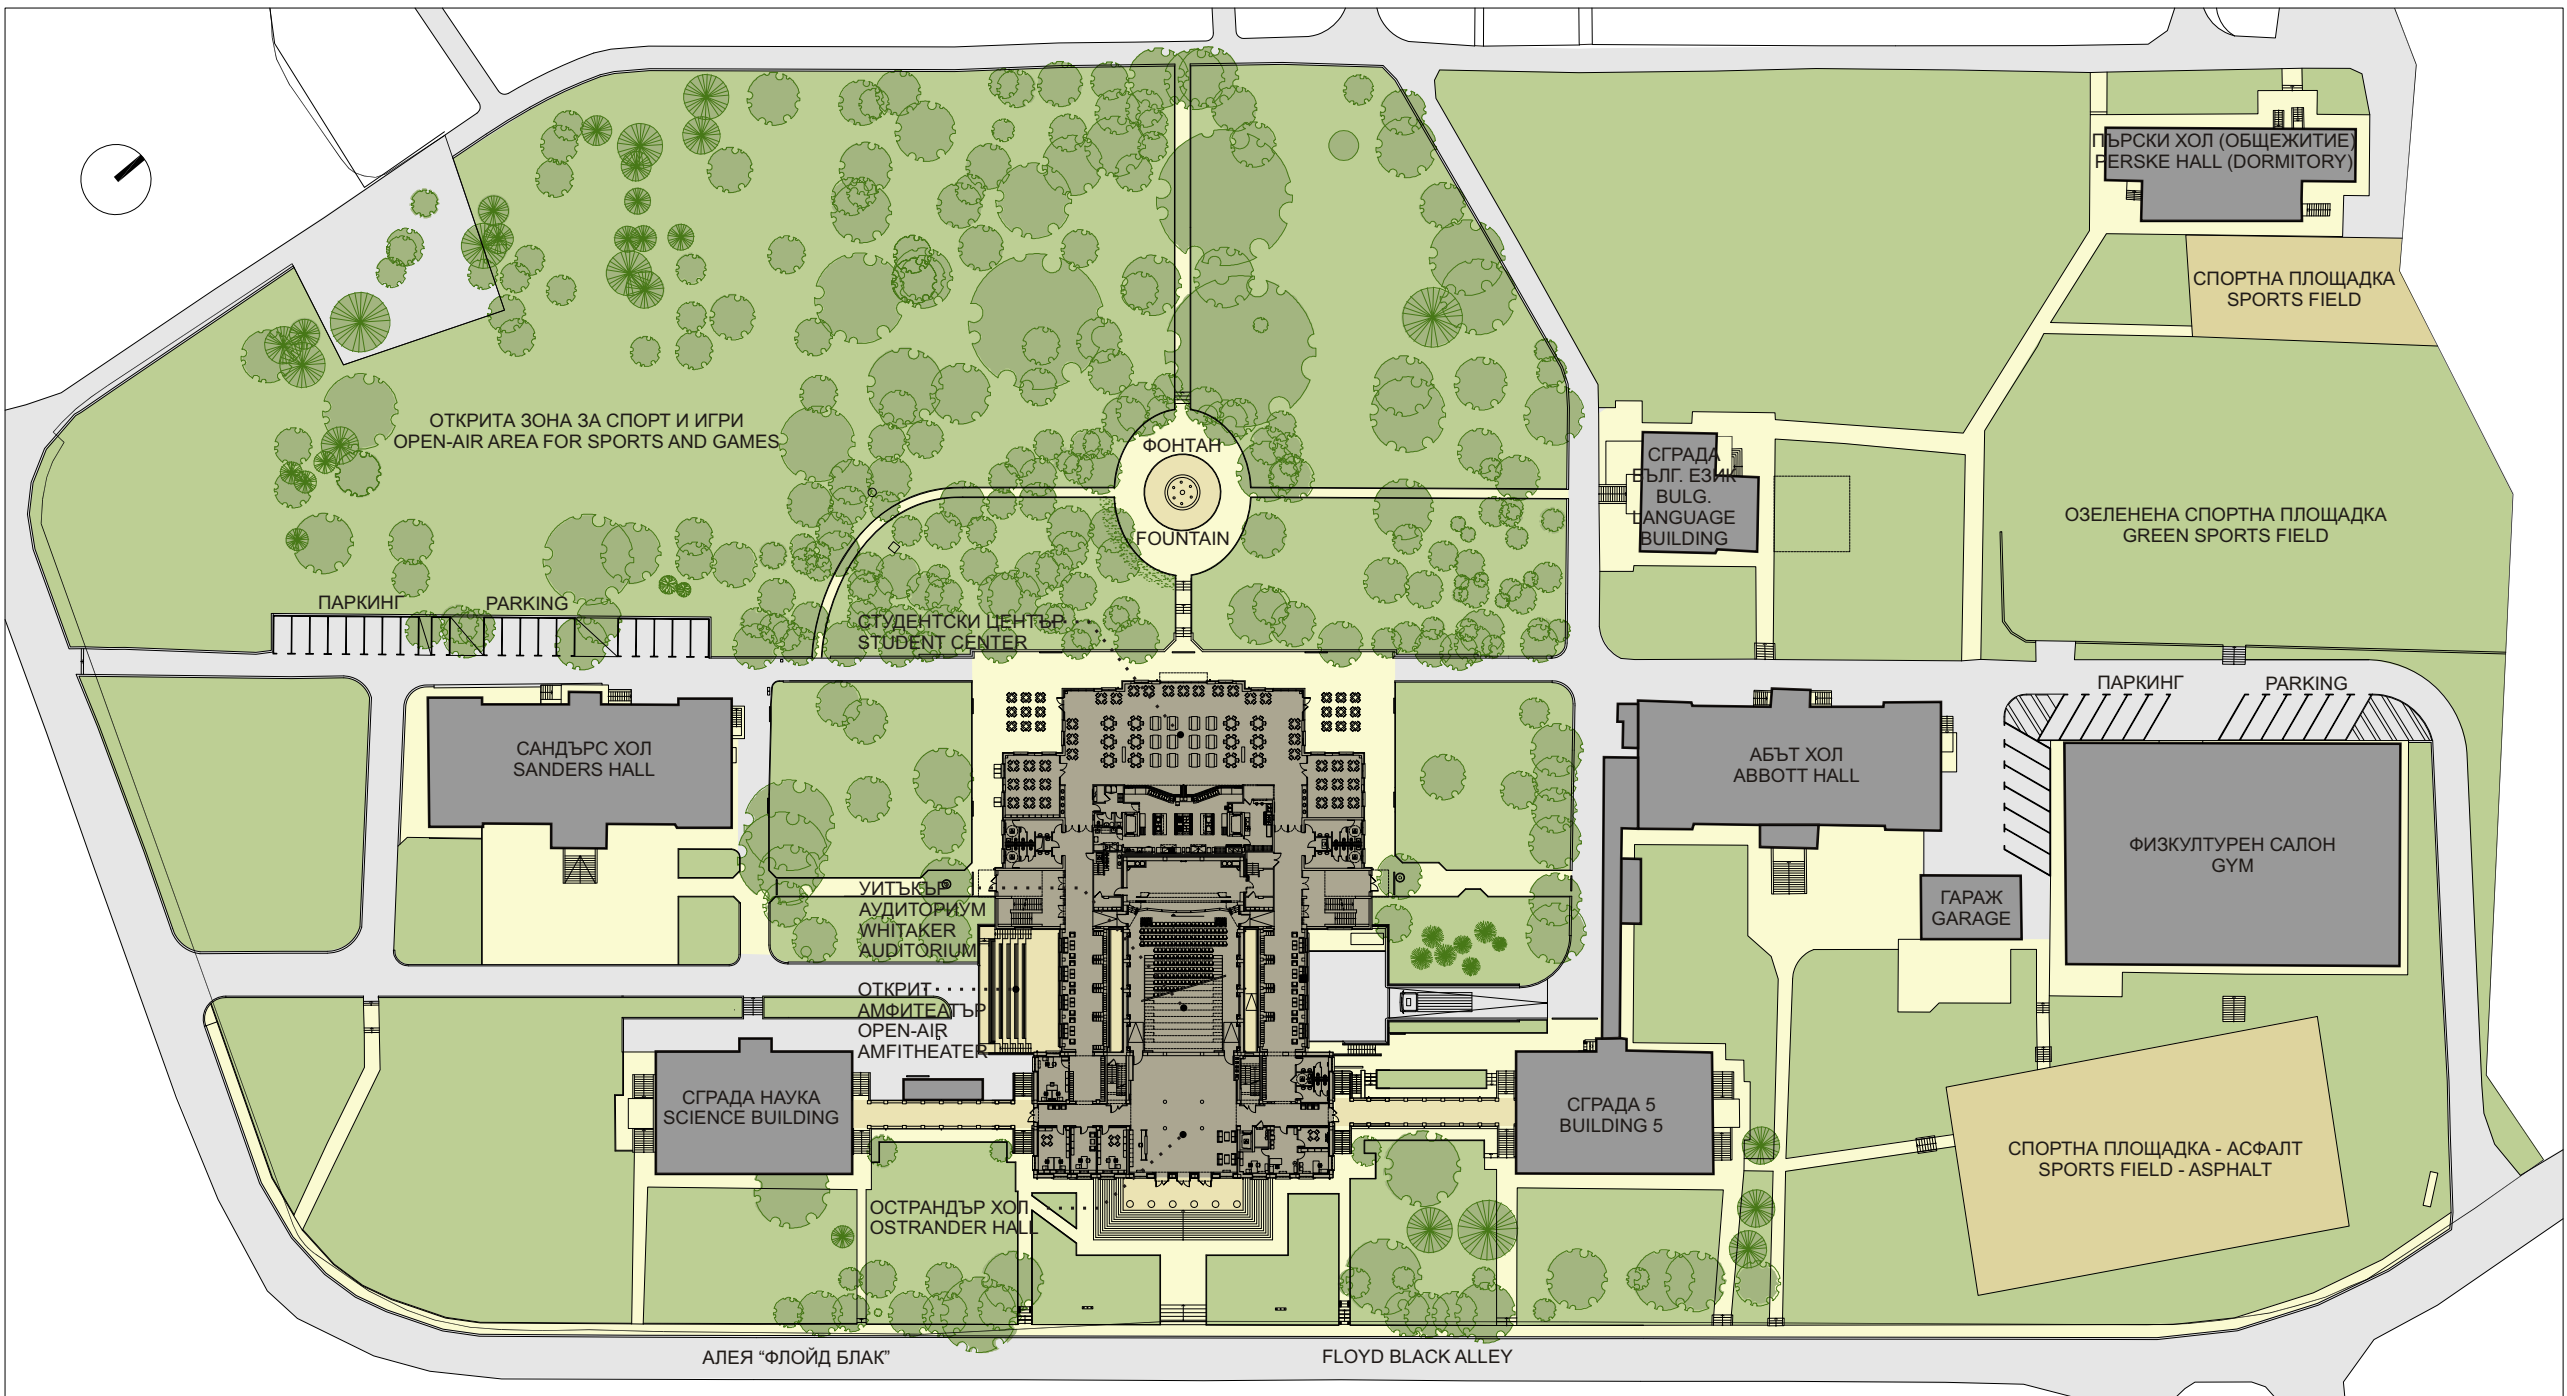 ПЪРСКИ ХОЛ (ОБЩЕЖИТИЕ)
PERSKE HALL (DORMITORY)
СПОРТНА ПЛОЩАДКА
SPORTS FIELD
ОТКРИТА ЗОНА ЗА СПОРТ И ИГРИ
OPEN-AIR AREA FOR SPORTS AND GAMES
ФОНТАН
FOUNTAIN
СГРАДА
БЪЛГ. ЕЗИК
BULG.
LANGUAGE
BUILDING
ОЗЕЛЕНЕНА СПОРТНА ПЛОЩАДКА
GREEN SPORTS FIELD
ПАРКИНГ PARKING
СТУДЕНТСКИ ЦЕНТЪР
STUDENT CENTER
ПАРКИНГ PARKING
САНДЪРС ХОЛ
SANDERS HALL
АБЪТ ХОЛ
ABBOTT HALL
ФИЗКУЛТУРЕН САЛОН
GYM
ГАРАЖ
GARAGE
УИТЪКЪР
АУДИТОРИУМ
WHITAKER
AUDITORIUM
ОТКРИТ
АМФИТЕАТЪР
OPEN-AIR
AMFITHEATER
СГРАДА НАУКА
SCIENCE BUILDING
СГРАДА 5
BUILDING 5
СПОРТНА ПЛОЩАДКА - АСФАЛТ
SPORTS FIELD - ASPHALT
ОСТРАНДЪР ХОЛ
OSTRANDER HALL
АЛЕЯ “ФЛОЙД БЛАК”
FLOYD BLACK ALLEY